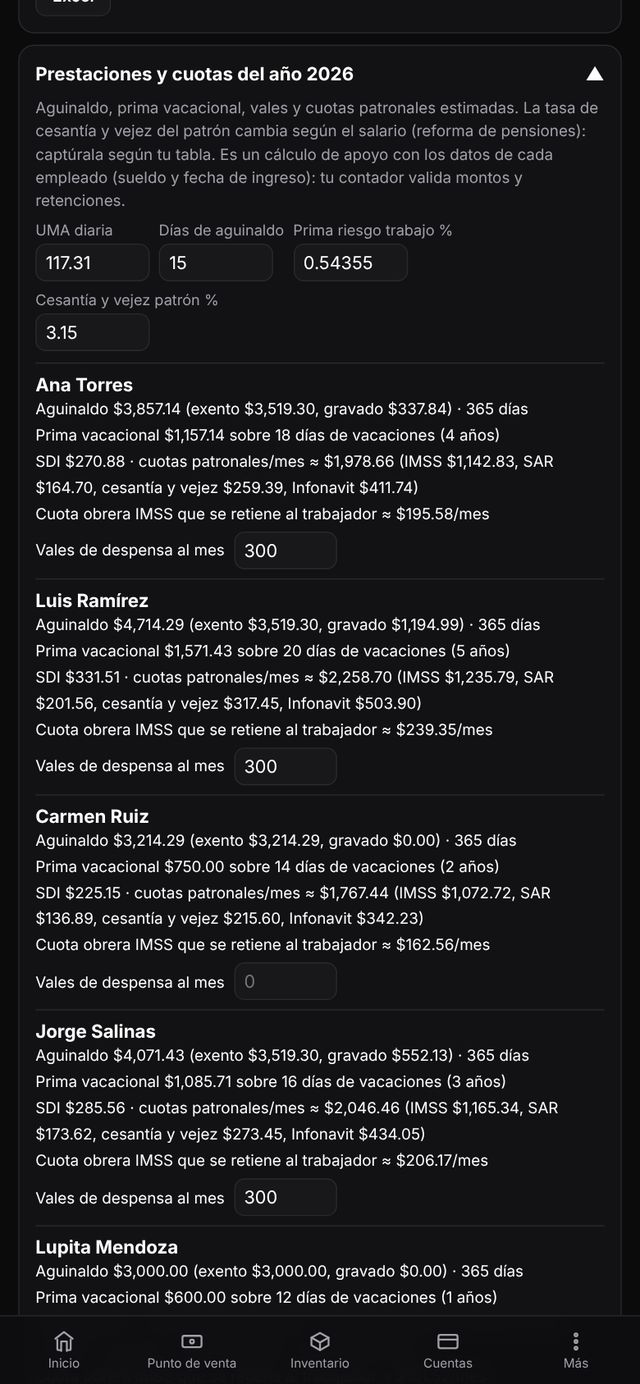 Prestaciones y cuotas del año 2026 ▲
Aguinaldo, prima vacacional, vales y cuotas patronales estimadas. La tasa de
cesantía y vejez del patrón cambia según el salario (reforma de pensiones):
captúrala según tu tabla. Es un cálculo de apoyo con los datos de cada
empleado (sueldo y fecha de ingreso): tu contador valida montos y
retenciones.
UMA diaria Días de aguinaldo Prima riesgo trabajo %
117.31 15 0.54355
Cesantía y vejez patrón %
3.15
Ana Torres
Aguinaldo $3,857.14 (exento $3,519.30, gravado $337.84) · 365 días
Prima vacacional $1,157.14 sobre 18 días de vacaciones (4 años)
SDI $270.88 · cuotas patronales/mes ≈ $1,978.66 (IMSS $1,142.83, SAR
$164.70, cesantía y vejez $259.39, Infonavit $411.74)
Cuota obrera IMSS que se retiene al trabajador ≈ $195.58/mes
Vales de despensa al mes 300
Luis Ramírez
Aguinaldo $4,714.29 (exento $3,519.30, gravado $1,194.99) · 365 días
Prima vacacional $1,571.43 sobre 20 días de vacaciones (5 años)
SDI $331.51 · cuotas patronales/mes ≈ $2,258.70 (IMSS $1,235.79, SAR
$201.56, cesantía y vejez $317.45, Infonavit $503.90)
Cuota obrera IMSS que se retiene al trabajador ≈ $239.35/mes
Vales de despensa al mes 300
Carmen Ruiz
Aguinaldo $3,214.29 (exento $3,214.29, gravado $0.00) · 365 días
Prima vacacional $750.00 sobre 14 días de vacaciones (2 años)
SDI $225.15 · cuotas patronales/mes ≈ $1,767.44 (IMSS $1,072.72, SAR
$136.89, cesantía y vejez $215.60, Infonavit $342.23)
Cuota obrera IMSS que se retiene al trabajador ≈ $162.56/mes
Vales de despensa al mes 0
Jorge Salinas
Aguinaldo $4,071.43 (exento $3,519.30, gravado $552.13) · 365 días
Prima vacacional $1,085.71 sobre 16 días de vacaciones (3 años)
SDI $285.56 · cuotas patronales/mes ≈ $2,046.46 (IMSS $1,165.34, SAR
$173.62, cesantía y vejez $273.45, Infonavit $434.05)
Cuota obrera IMSS que se retiene al trabajador ≈ $206.17/mes
Vales de despensa al mes 300
Lupita Mendoza
Aguinaldo $3,000.00 (exento $3,000.00, gravado $0.00) · 365 días
Prima vacacional $600.00 sobre 12 días de vacaciones (1 años)
Inicio Punto de venta Inventario Cuentas Más